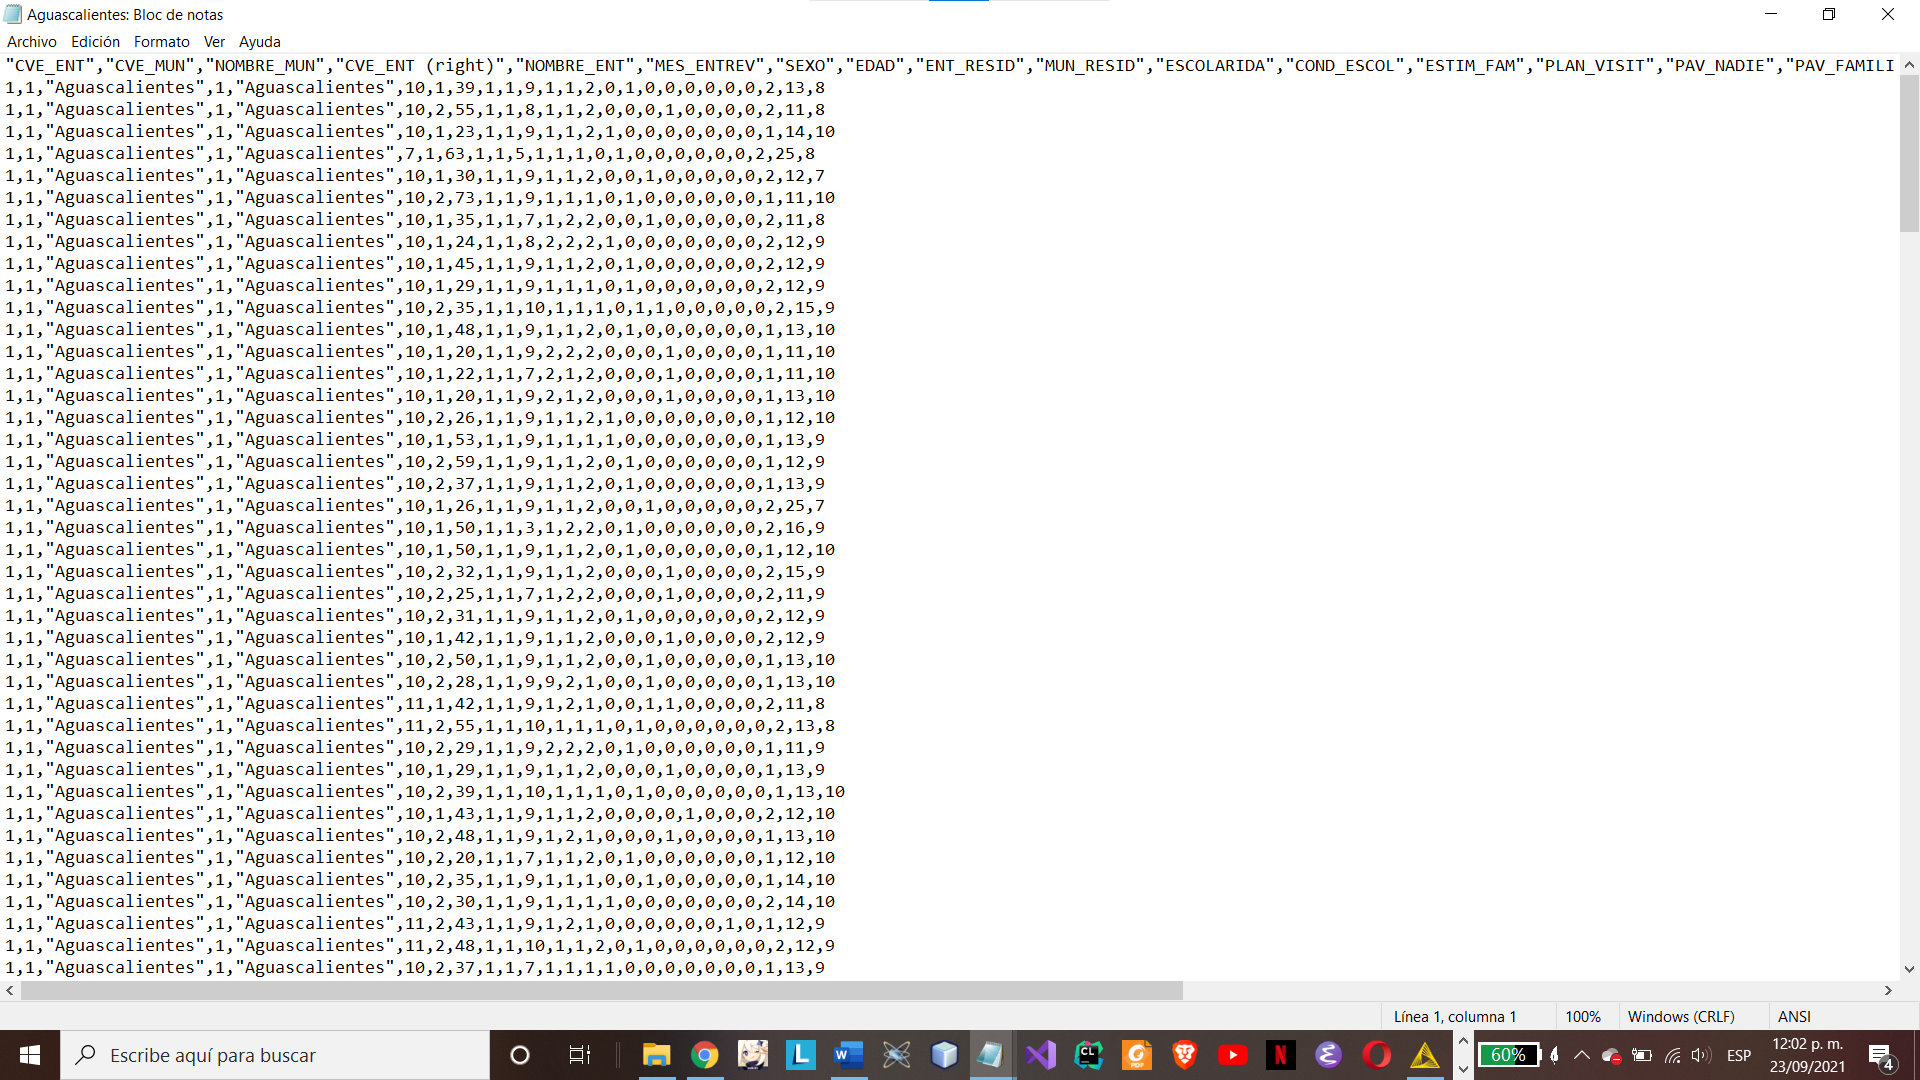 Aguascalientes: Bloc de notas
Archivo Edición Formato Ver Ayuda
"CVE_ENT","CVE_MUN","NOMBRE_MUN","CVE_ENT (right)","NOMBRE_ENT","MES_ENTREV","SEXO","EDAD","ENT_RESID","MUN_RESID","ESCOLARIDA","COND_ESCOL","ESTIM_FAM","PLAN_VISIT","PAV_NADIE","PAV_FAMILI
1,1,"Aguascalientes",1,"Aguascalientes",10,1,39,1,1,9,1,1,2,0,1,0,0,0,0,0,0,2,13,8
1,1,"Aguascalientes",1,"Aguascalientes",10,2,55,1,1,8,1,1,2,0,0,0,1,0,0,0,0,2,11,8
1,1,"Aguascalientes",1,"Aguascalientes",10,1,23,1,1,9,1,1,2,1,0,0,0,0,0,0,0,1,14,10
1,1,"Aguascalientes",1,"Aguascalientes",7,1,63,1,1,5,1,1,1,0,1,0,0,0,0,0,0,2,25,8
1,1,"Aguascalientes",1,"Aguascalientes",10,1,30,1,1,9,1,1,2,0,0,1,0,0,0,0,0,2,12,7
1,1,"Aguascalientes",1,"Aguascalientes",10,2,73,1,1,9,1,1,1,0,1,0,0,0,0,0,0,1,11,10
1,1,"Aguascalientes",1,"Aguascalientes",10,1,35,1,1,7,1,2,2,0,0,1,0,0,0,0,0,2,11,8
1,1,"Aguascalientes",1,"Aguascalientes",10,1,24,1,1,8,2,2,2,1,0,0,0,0,0,0,0,2,12,9
1,1,"Aguascalientes",1,"Aguascalientes",10,1,45,1,1,9,1,1,2,0,1,0,0,0,0,0,0,2,12,9
1,1,"Aguascalientes",1,"Aguascalientes",10,1,29,1,1,9,1,1,1,0,1,0,0,0,0,0,0,2,12,9
1,1,"Aguascalientes",1,"Aguascalientes",10,2,35,1,1,10,1,1,1,0,1,1,0,0,0,0,0,2,15,9
1,1,"Aguascalientes",1,"Aguascalientes",10,1,48,1,1,9,1,1,2,0,1,0,0,0,0,0,0,1,13,10
1,1,"Aguascalientes",1,"Aguascalientes",10,1,20,1,1,9,2,2,2,0,0,0,1,0,0,0,0,1,11,10
1,1,"Aguascalientes",1,"Aguascalientes",10,1,22,1,1,7,2,1,2,0,0,0,1,0,0,0,0,1,11,10
1,1,"Aguascalientes",1,"Aguascalientes",10,1,20,1,1,9,2,1,2,0,0,0,1,0,0,0,0,1,13,10
1,1,"Aguascalientes",1,"Aguascalientes",10,2,26,1,1,9,1,1,2,1,0,0,0,0,0,0,0,1,12,10
1,1,"Aguascalientes",1,"Aguascalientes",10,1,53,1,1,9,1,1,1,1,0,0,0,0,0,0,0,1,13,9
1,1,"Aguascalientes",1,"Aguascalientes",10,2,59,1,1,9,1,1,2,0,1,0,0,0,0,0,0,1,12,9
1,1,"Aguascalientes",1,"Aguascalientes",10,2,37,1,1,9,1,1,2,0,1,0,0,0,0,0,0,1,13,9
1,1,"Aguascalientes",1,"Aguascalientes",10,1,26,1,1,9,1,1,2,0,0,1,0,0,0,0,0,2,25,7
1,1,"Aguascalientes",1,"Aguascalientes",10,1,50,1,1,3,1,2,2,0,1,0,0,0,0,0,0,2,16,9
1,1,"Aguascalientes",1,"Aguascalientes",10,1,50,1,1,9,1,1,2,0,1,0,0,0,0,0,0,1,12,10
1,1,"Aguascalientes",1,"Aguascalientes",10,2,32,1,1,9,1,1,2,0,0,0,1,0,0,0,0,2,15,9
1,1,"Aguascalientes",1,"Aguascalientes",10,2,25,1,1,7,1,2,2,0,0,0,1,0,0,0,0,2,11,9
1,1,"Aguascalientes",1,"Aguascalientes",10,2,31,1,1,9,1,1,2,0,1,0,0,0,0,0,0,2,12,9
1,1,"Aguascalientes",1,"Aguascalientes",10,1,42,1,1,9,1,1,2,0,0,0,1,0,0,0,0,2,12,9
1,1,"Aguascalientes",1,"Aguascalientes",10,2,50,1,1,9,1,1,2,0,0,1,0,0,0,0,0,1,13,10
1,1,"Aguascalientes",1,"Aguascalientes",10,2,28,1,1,9,9,2,1,0,0,1,0,0,0,0,0,1,13,10
1,1,"Aguascalientes",1,"Aguascalientes",11,1,42,1,1,9,1,2,1,0,0,1,1,0,0,0,0,2,11,8
1,1,"Aguascalientes",1,"Aguascalientes",11,2,55,1,1,10,1,1,1,0,1,0,0,0,0,0,0,2,13,8
1,1,"Aguascalientes",1,"Aguascalientes",10,2,29,1,1,9,2,2,2,0,1,0,0,0,0,0,0,1,11,9
1,1,"Aguascalientes",1,"Aguascalientes",10,1,29,1,1,9,1,1,2,0,0,0,1,0,0,0,0,1,13,9
1,1,"Aguascalientes",1,"Aguascalientes",10,2,39,1,1,10,1,1,1,0,1,0,0,0,0,0,0,1,13,10
1,1,"Aguascalientes",1,"Aguascalientes",10,1,43,1,1,9,1,1,2,0,0,0,0,1,0,0,0,2,12,10
1,1,"Aguascalientes",1,"Aguascalientes",10,2,48,1,1,9,1,2,1,0,0,0,1,0,0,0,0,1,13,10
1,1,"Aguascalientes",1,"Aguascalientes",10,2,20,1,1,7,1,1,2,0,1,0,0,0,0,0,0,1,12,10
1,1,"Aguascalientes",1,"Aguascalientes",10,2,35,1,1,9,1,1,1,0,0,1,0,0,0,0,0,1,14,10
1,1,"Aguascalientes",1,"Aguascalientes",10,2,30,1,1,9,1,1,1,1,0,0,0,0,0,0,0,2,14,10
1,1,"Aguascalientes",1,"Aguascalientes",11,2,43,1,1,9,1,2,1,0,0,0,0,0,0,1,0,1,12,9
1,1,"Aguascalientes",1,"Aguascalientes",11,2,48,1,1,10,1,1,2,0,1,0,0,0,0,0,0,2,12,9
1,1,"Aguascalientes",1,"Aguascalientes",10,2,37,1,1,7,1,1,1,1,0,0,0,0,0,0,0,1,13,9
Línea 1, columna 1 100% Windows (CRLF) ANSI
Escribe aquí para buscar
L
W
CL
PDF
N
60%
ESP
12:02 p. m.
23/09/2021
4